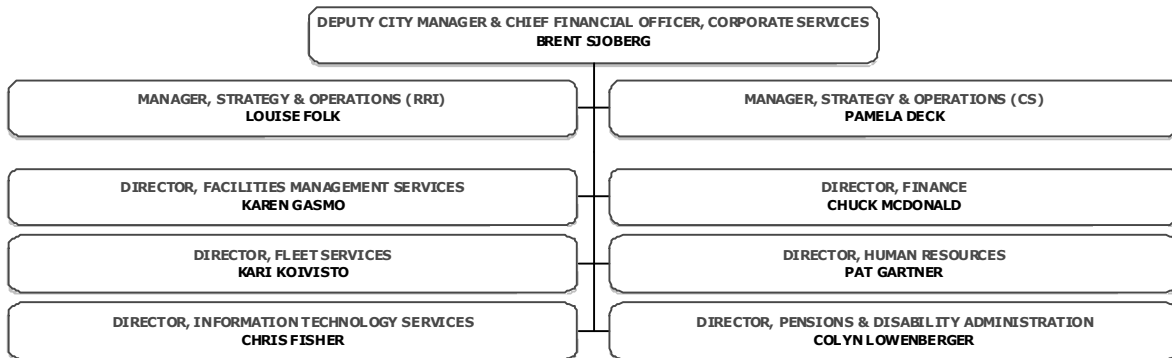 DEPUTY CITY MANAGER & CHIEF FINANCIAL OFFICER, CORPORATE SERVICES
BRENT SJOBERG
MANAGER, STRATEGY & OPERATIONS (RRI)
LOUISE FOLK
MANAGER, STRATEGY & OPERATIONS (CS)
PAMELA DECK
DIRECTOR, FACILITIES MANAGEMENT SERVICES
KAREN GASMO
DIRECTOR, FINANCE
CHUCK MCDONALD
DIRECTOR, FLEET SERVICES
KARI KOIVISTO
DIRECTOR, HUMAN RESOURCES
PAT GARTNER
DIRECTOR, INFORMATION TECHNOLOGY SERVICES
CHRIS FISHER
DIRECTOR, PENSIONS & DISABILITY ADMINISTRATION
COLYN LOWENBERGER